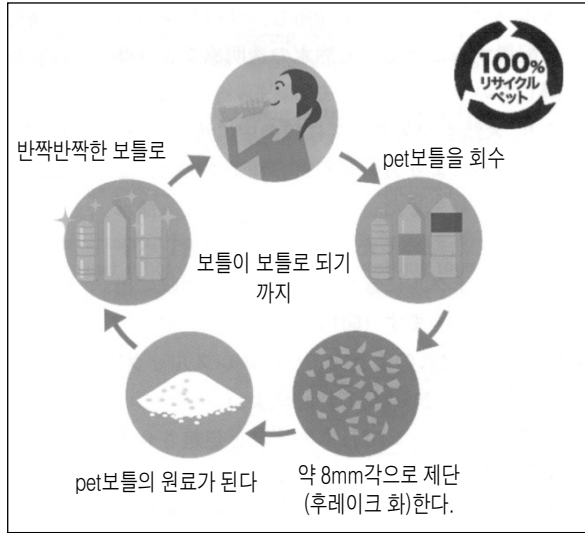 100%
リサイクル
ペット
반짝반짝한 보틀로
pet보틀을 회수
보틀이 보틀로 되기
까지
pet보틀의 원료가 된다
약 8mm각으로 제단
(후레이크 화)한다.